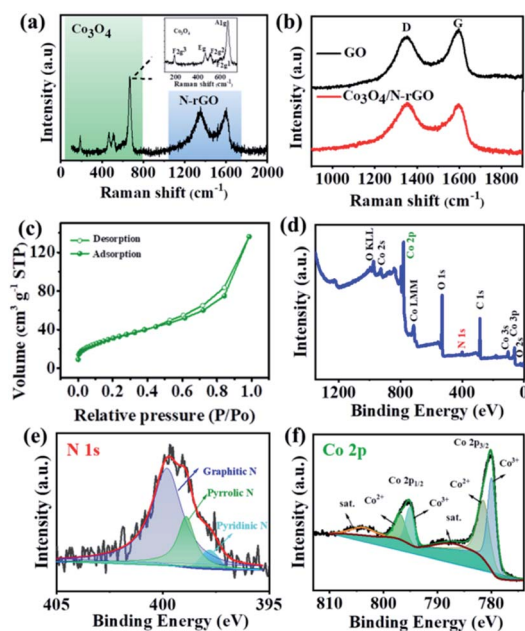 (a)
Co₃O₄
Co₃O₄
A1g
F2g³
Eg
F2g²
F2g¹
200 400 600
Raman shift (cm⁻¹)
N-rGO
Intensity (a.u)
0 400 800 1200 1600 2000
Raman shift (cm⁻¹)
(b)
D
G
GO
Co₃O₄/N-rGO
Intensity (a.u)
1000 1200 1400 1600 1800
Raman shift (cm⁻¹)
(c)
Desorption
Adsorption
Volume (cm³ g⁻¹ STP)
0
40
80
120
0.0 0.2 0.4 0.6 0.8 1.0
Relative pressure (P/Po)
(d)
O KLL
Co 2s
Co 2p
Co LMM
O 1s
N 1s
C 1s
Co 3s
Co 3p
O 2s
Intensity (a.u.)
1200 800 400 0
Binding Energy (eV)
(e)
N 1s
Graphitic N
Pyrrolic N
Pyridinic N
Intensity (a.u.)
405 400 395
Binding Energy (eV)
(f)
Co 2p
Co 2p₃/₂
Co³⁺
Co 2p₁/₂
Co²⁺
sat.
Co²⁺
Co³⁺
sat.
Intensity (a.u.)
810 795 780
Binding Energy (eV)